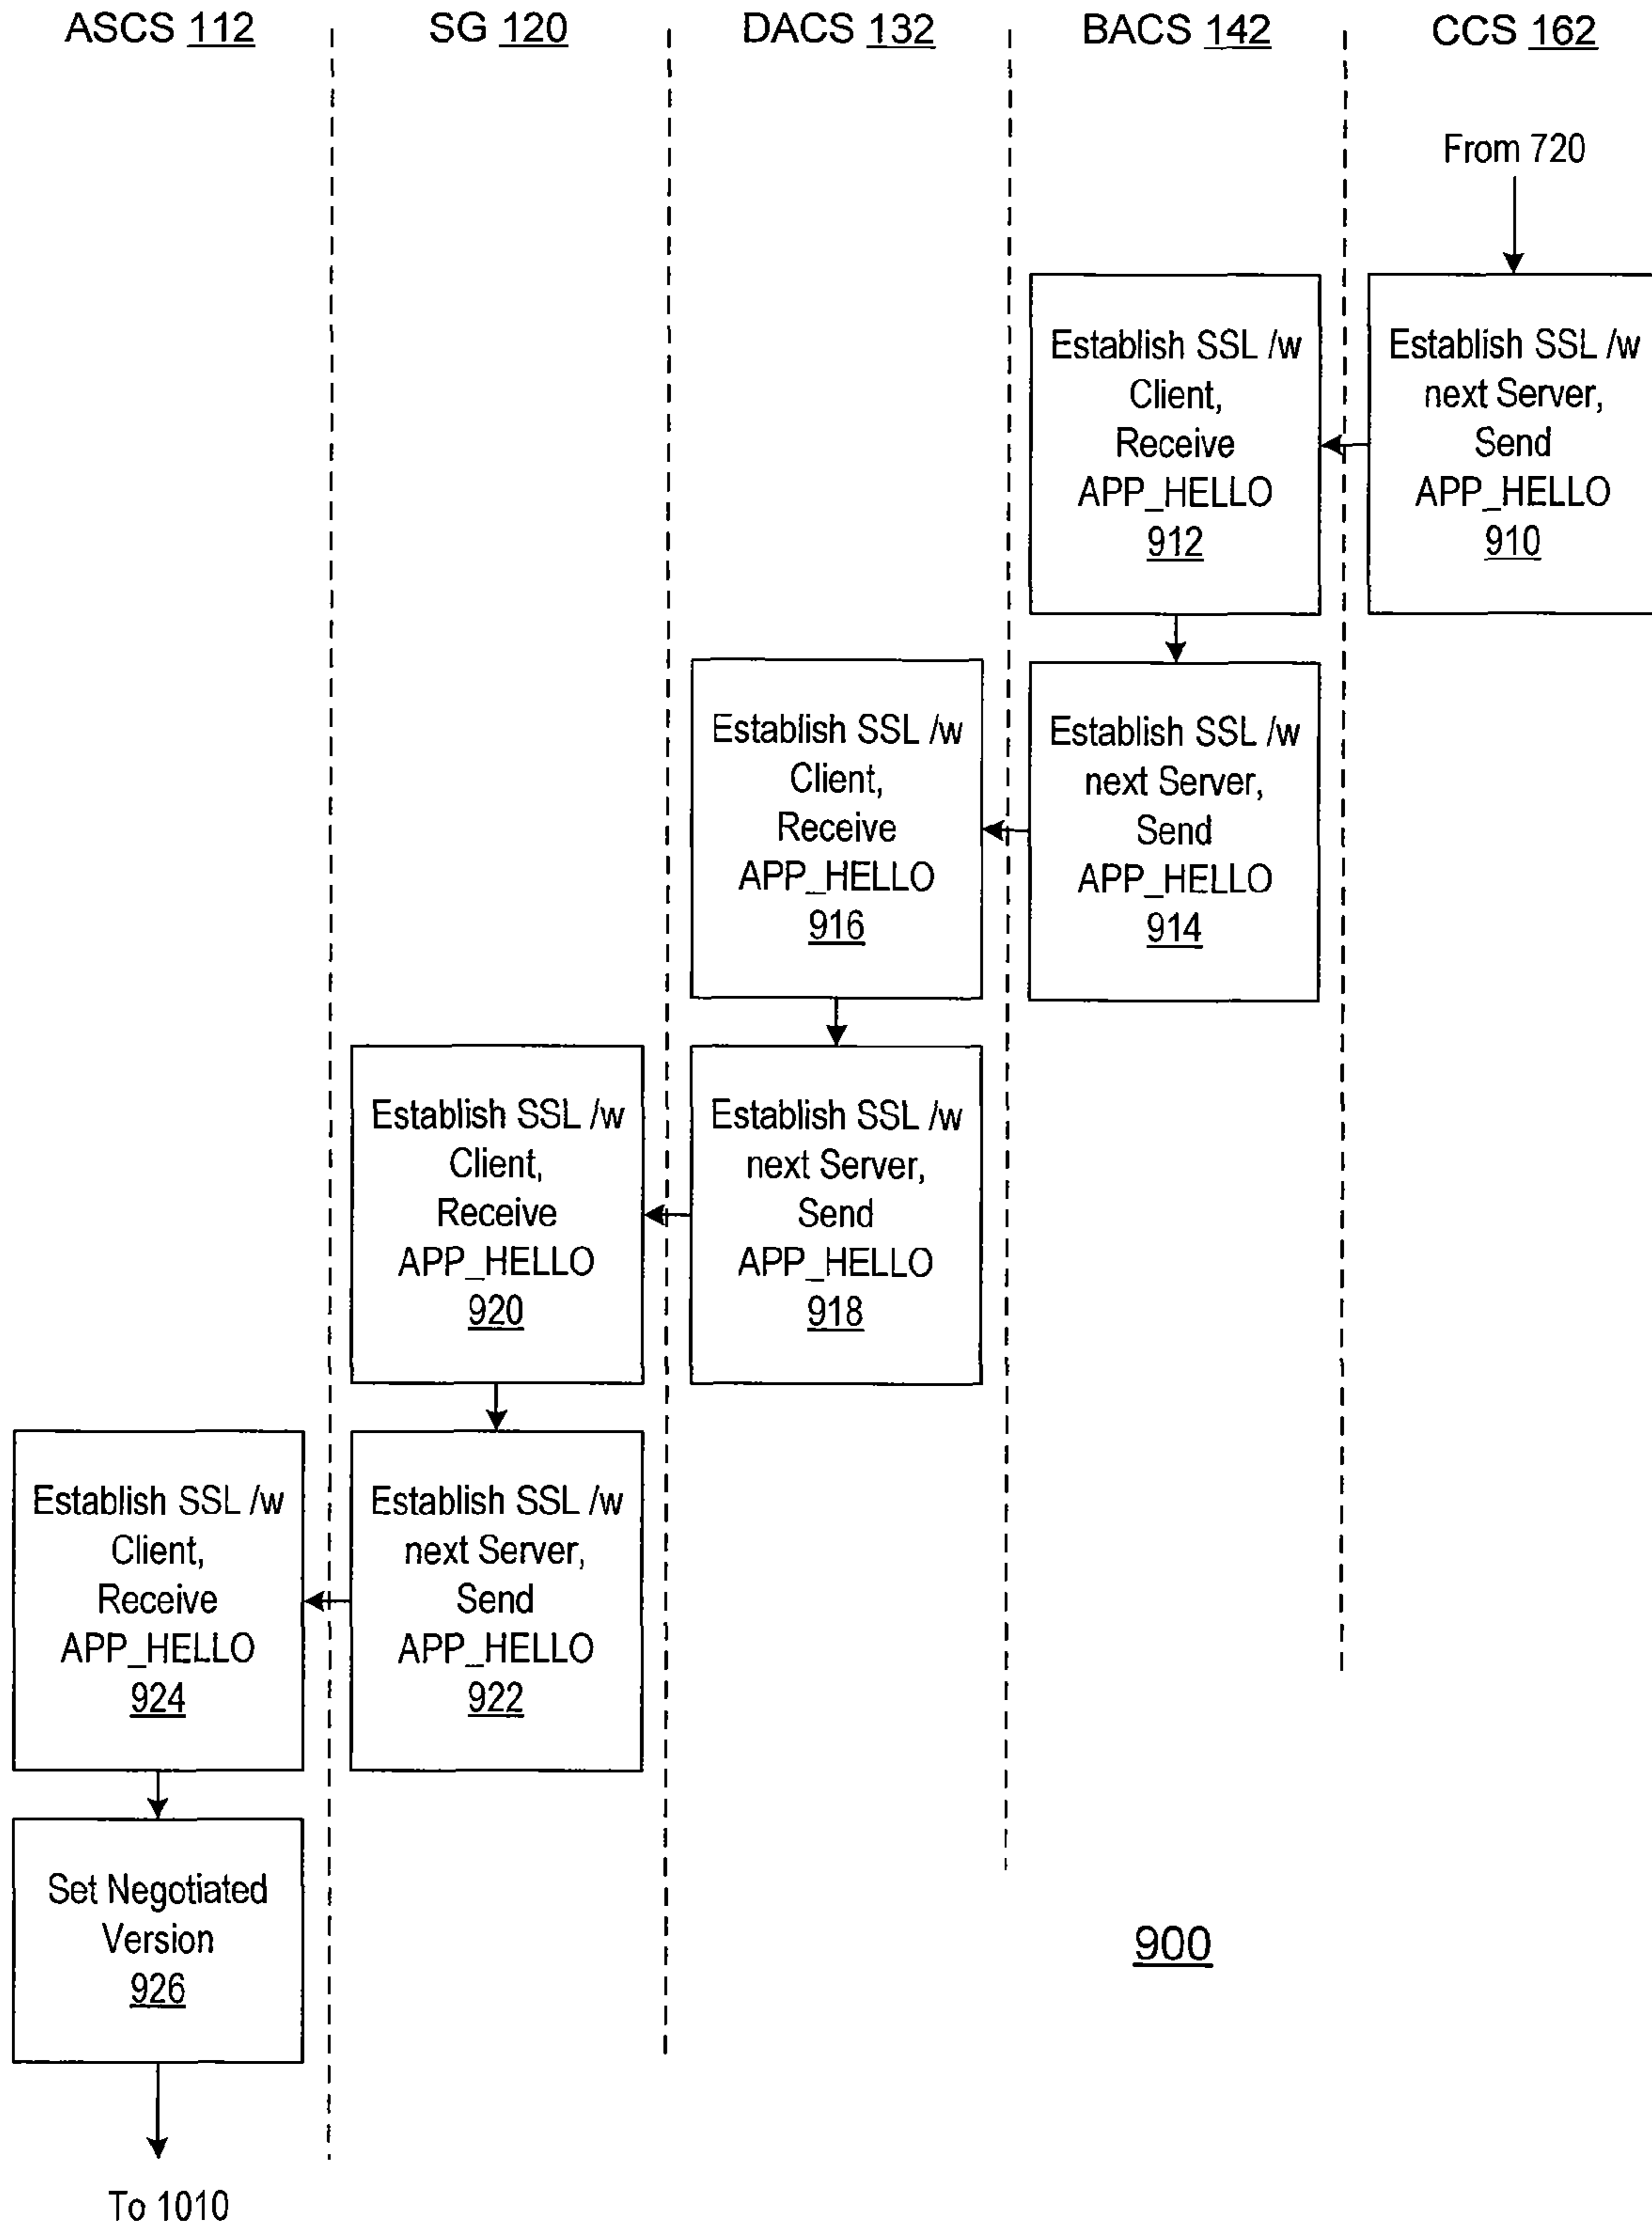 ASCS 112
SG 120
DACS 132
BACS 142
CCS 162
From 720
Establish SSL /w
next Server,
Send
APP_HELLO
910
Establish SSL /w
Client,
Receive
APP_HELLO
912
Establish SSL /w
next Server,
Send
APP_HELLO
914
Establish SSL /w
Client,
Receive
APP_HELLO
916
Establish SSL /w
next Server,
Send
APP_HELLO
918
Establish SSL /w
Client,
Receive
APP_HELLO
920
Establish SSL /w
next Server,
Send
APP_HELLO
922
Establish SSL /w
Client,
Receive
APP_HELLO
924
Set Negotiated
Version
926
To 1010
900